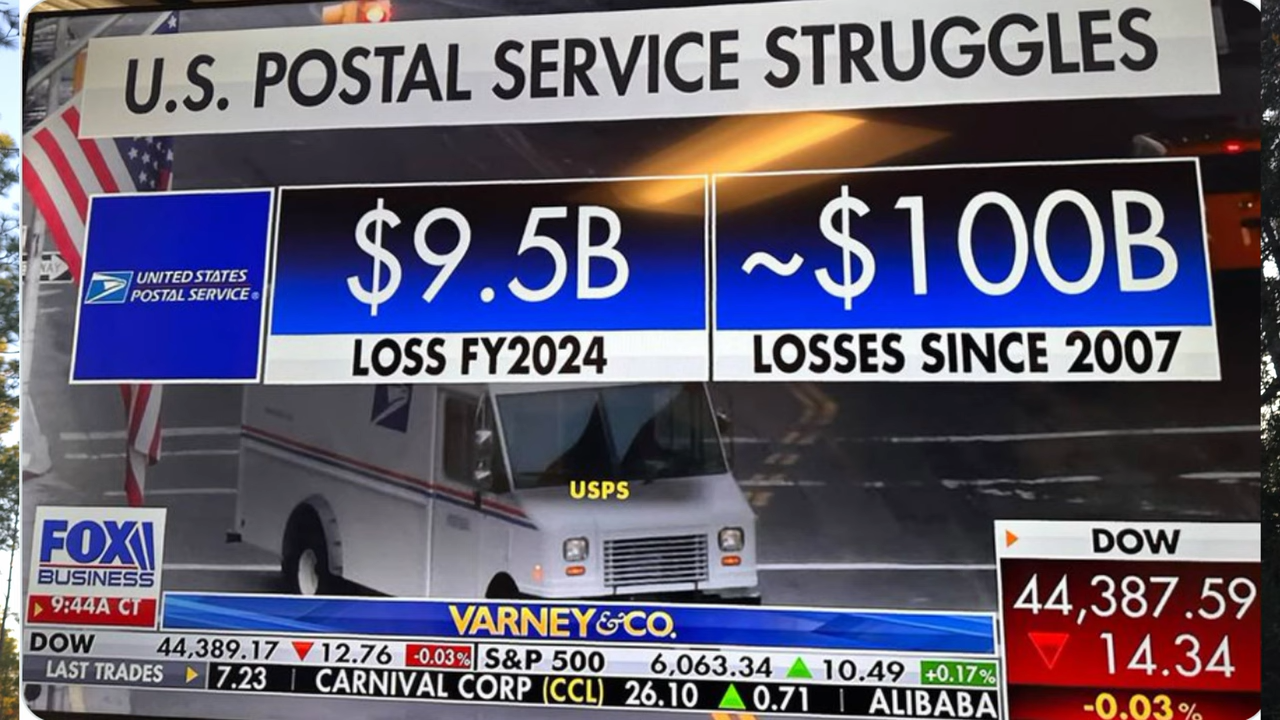 U.S. POSTAL SERVICE STRUGGLES
UNITED STATES
POSTAL SERVICE®
$9.5B
LOSS FY2024
~$100B
LOSSES SINCE 2007
USPS
FOX
BUSINESS
9:44A CT
VARNEY&CO.
DOW 44,389.17 ▼ 12.76 -0.03% S&P 500 6,063.34 ▲ 10.49 +0.17%
LAST TRADES 7.23 CARNIVAL CORP (CCL) 26.10 ▲ 0.71 ALIBABA
DOW
44,387.59
▼ 14.34
-0.03%